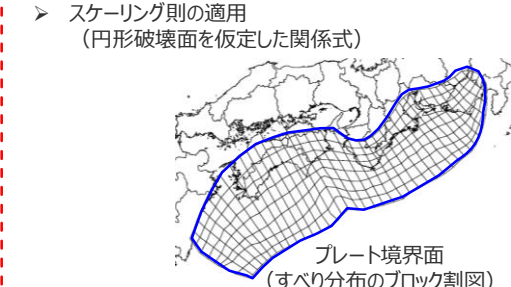 ➢ スケーリング則の適用
（円形破壊面を仮定した関係式）
プレート境界面
（すべり分布のブロック割図）